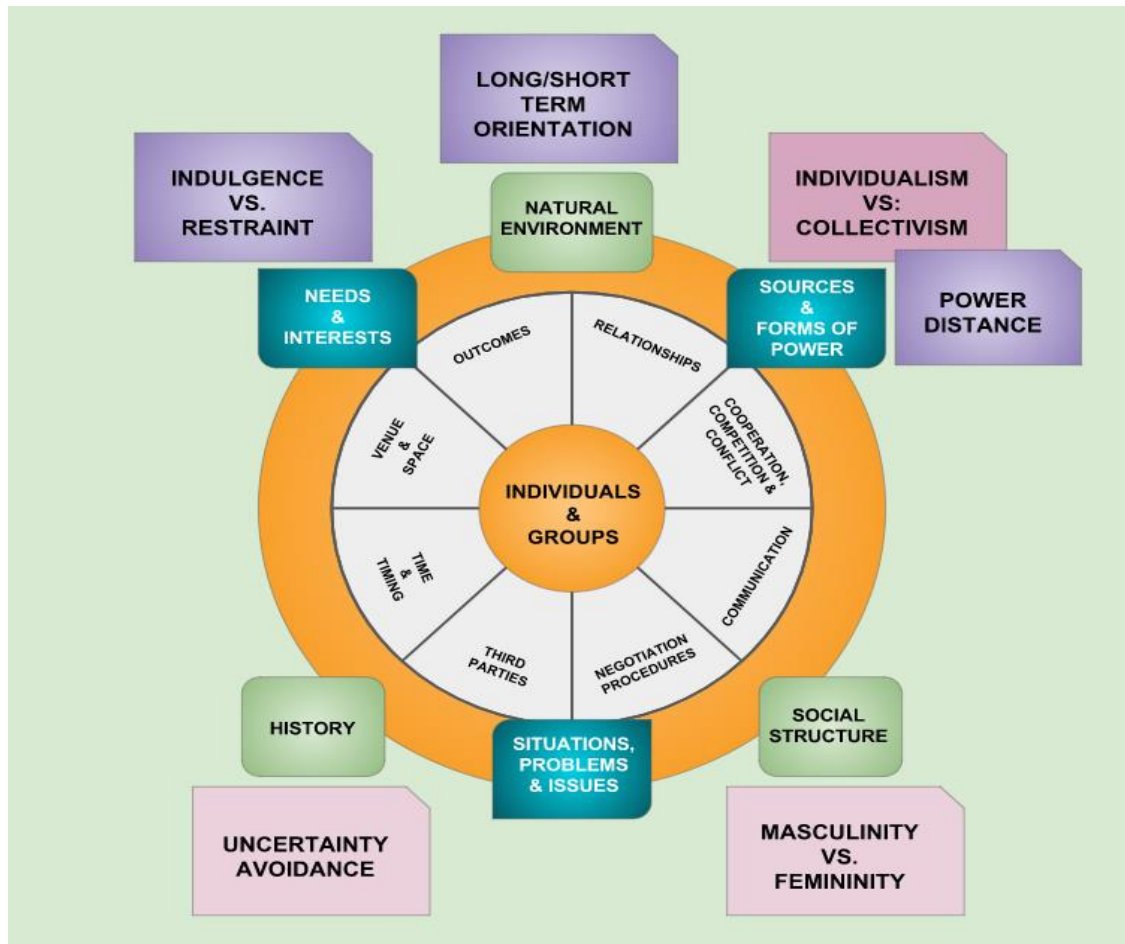 LONG/SHORT
TERM
ORIENTATION
INDULGENCE
VS.
RESTRAINT
INDIVIDUALISM
VS:
COLLECTIVISM
NATURAL
ENVIRONMENT
POWER
DISTANCE
NEEDS
&
INTERESTS
SOURCES
&
FORMS OF
POWER
OUTCOMES
RELATIONSHIPS
VENUE
&
SPACE
COOPERATION,
COMPETITION &
CONFLICT
INDIVIDUALS
&
GROUPS
TIME
&
TIMING
COMMUNICATION
THIRD
PARTIES
NEGOTIATION
PROCEDURES
HISTORY
SITUATIONS,
PROBLEMS
& ISSUES
SOCIAL
STRUCTURE
UNCERTAINTY
AVOIDANCE
MASCULINITY
VS.
FEMININITY